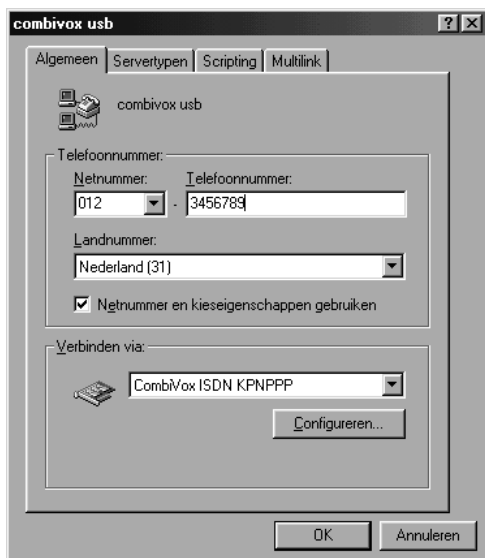 combivox usb
Algemeen Servertypen Scripting Multilink
combivox usb
Telefoonnummer:
Netnummer: Telefoonnummer:
012 - 3456789
Landnummer:
Nederland (31)
Netnummer en kieseigenschappen gebruiken
Verbinden via:
CombiVox ISDN KPNPPP
Configureren...
OK Annuleren